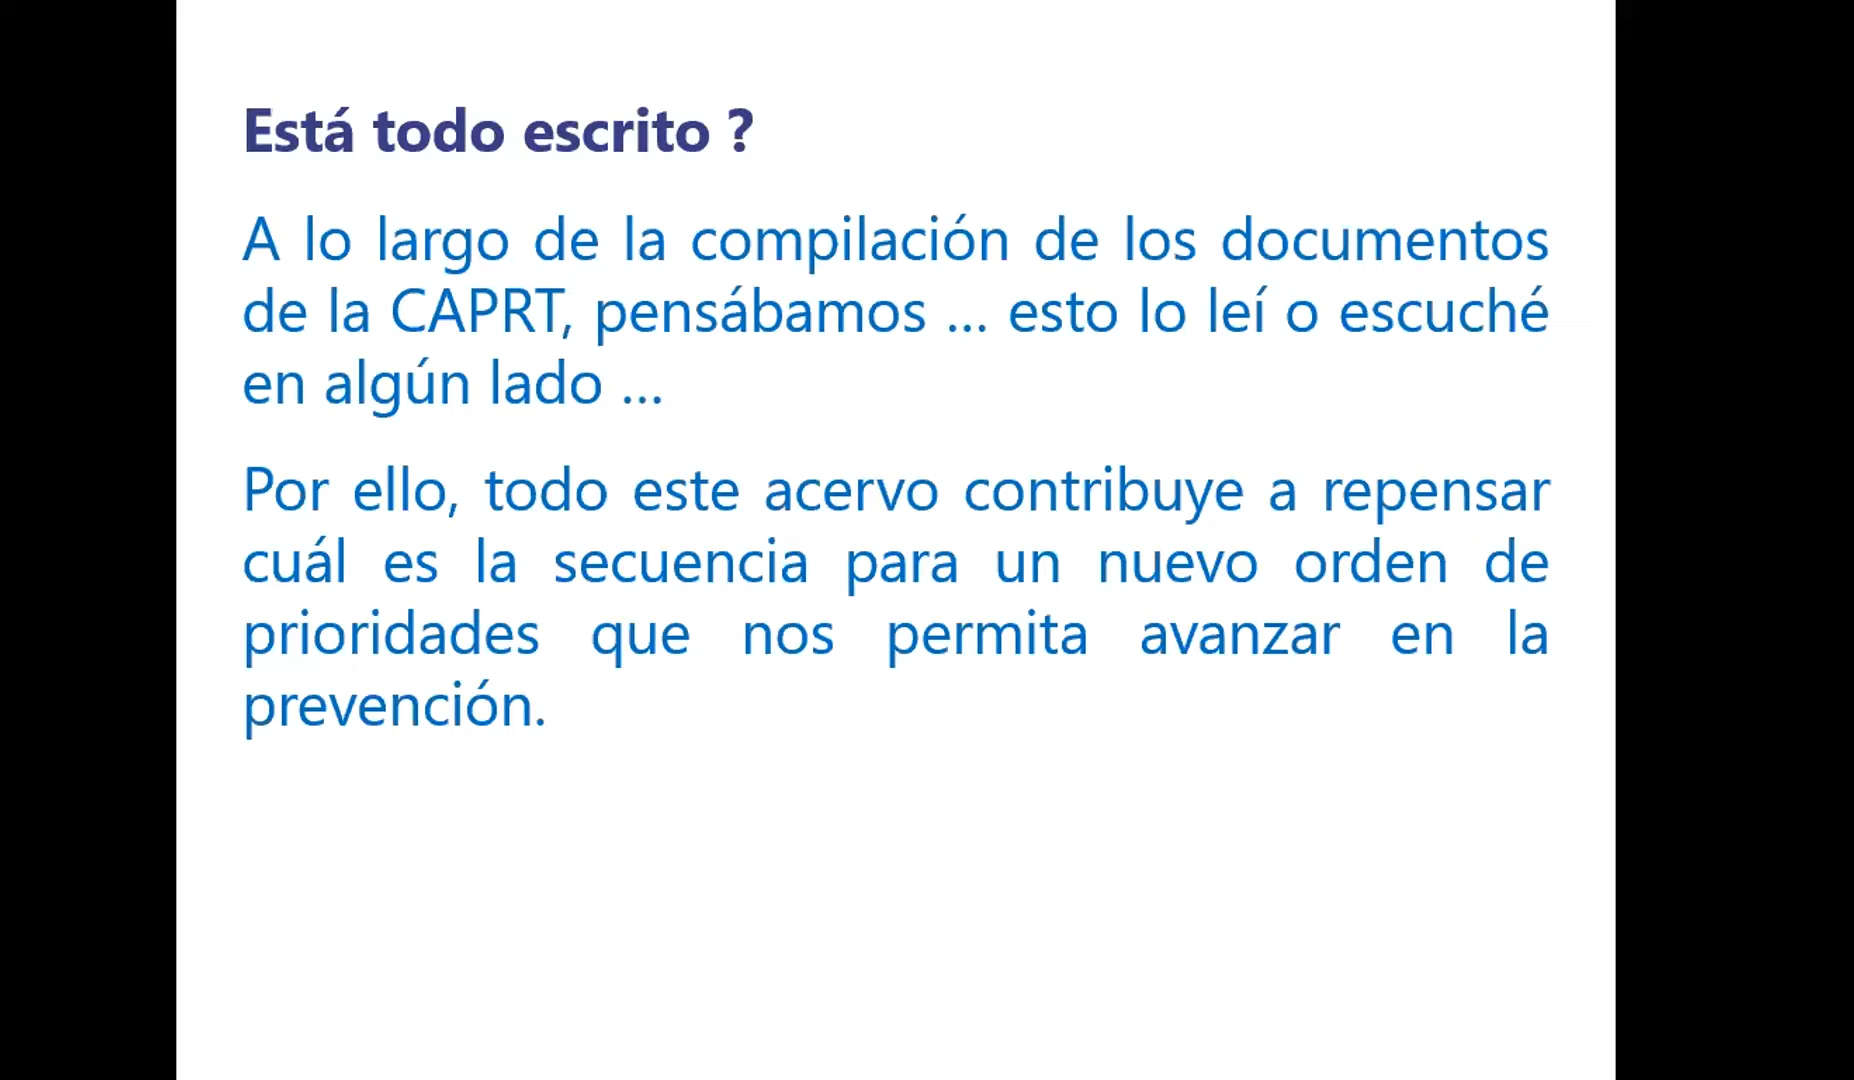 Está todo escrito ?
A lo largo de la compilación de los documentos
de la CAPRT, pensábamos ... esto lo leí o escuché
en algún lado ...
Por ello, todo este acervo contribuye a repensar
cuál es la secuencia para un nuevo orden de
prioridades que nos permita avanzar en la
prevención.